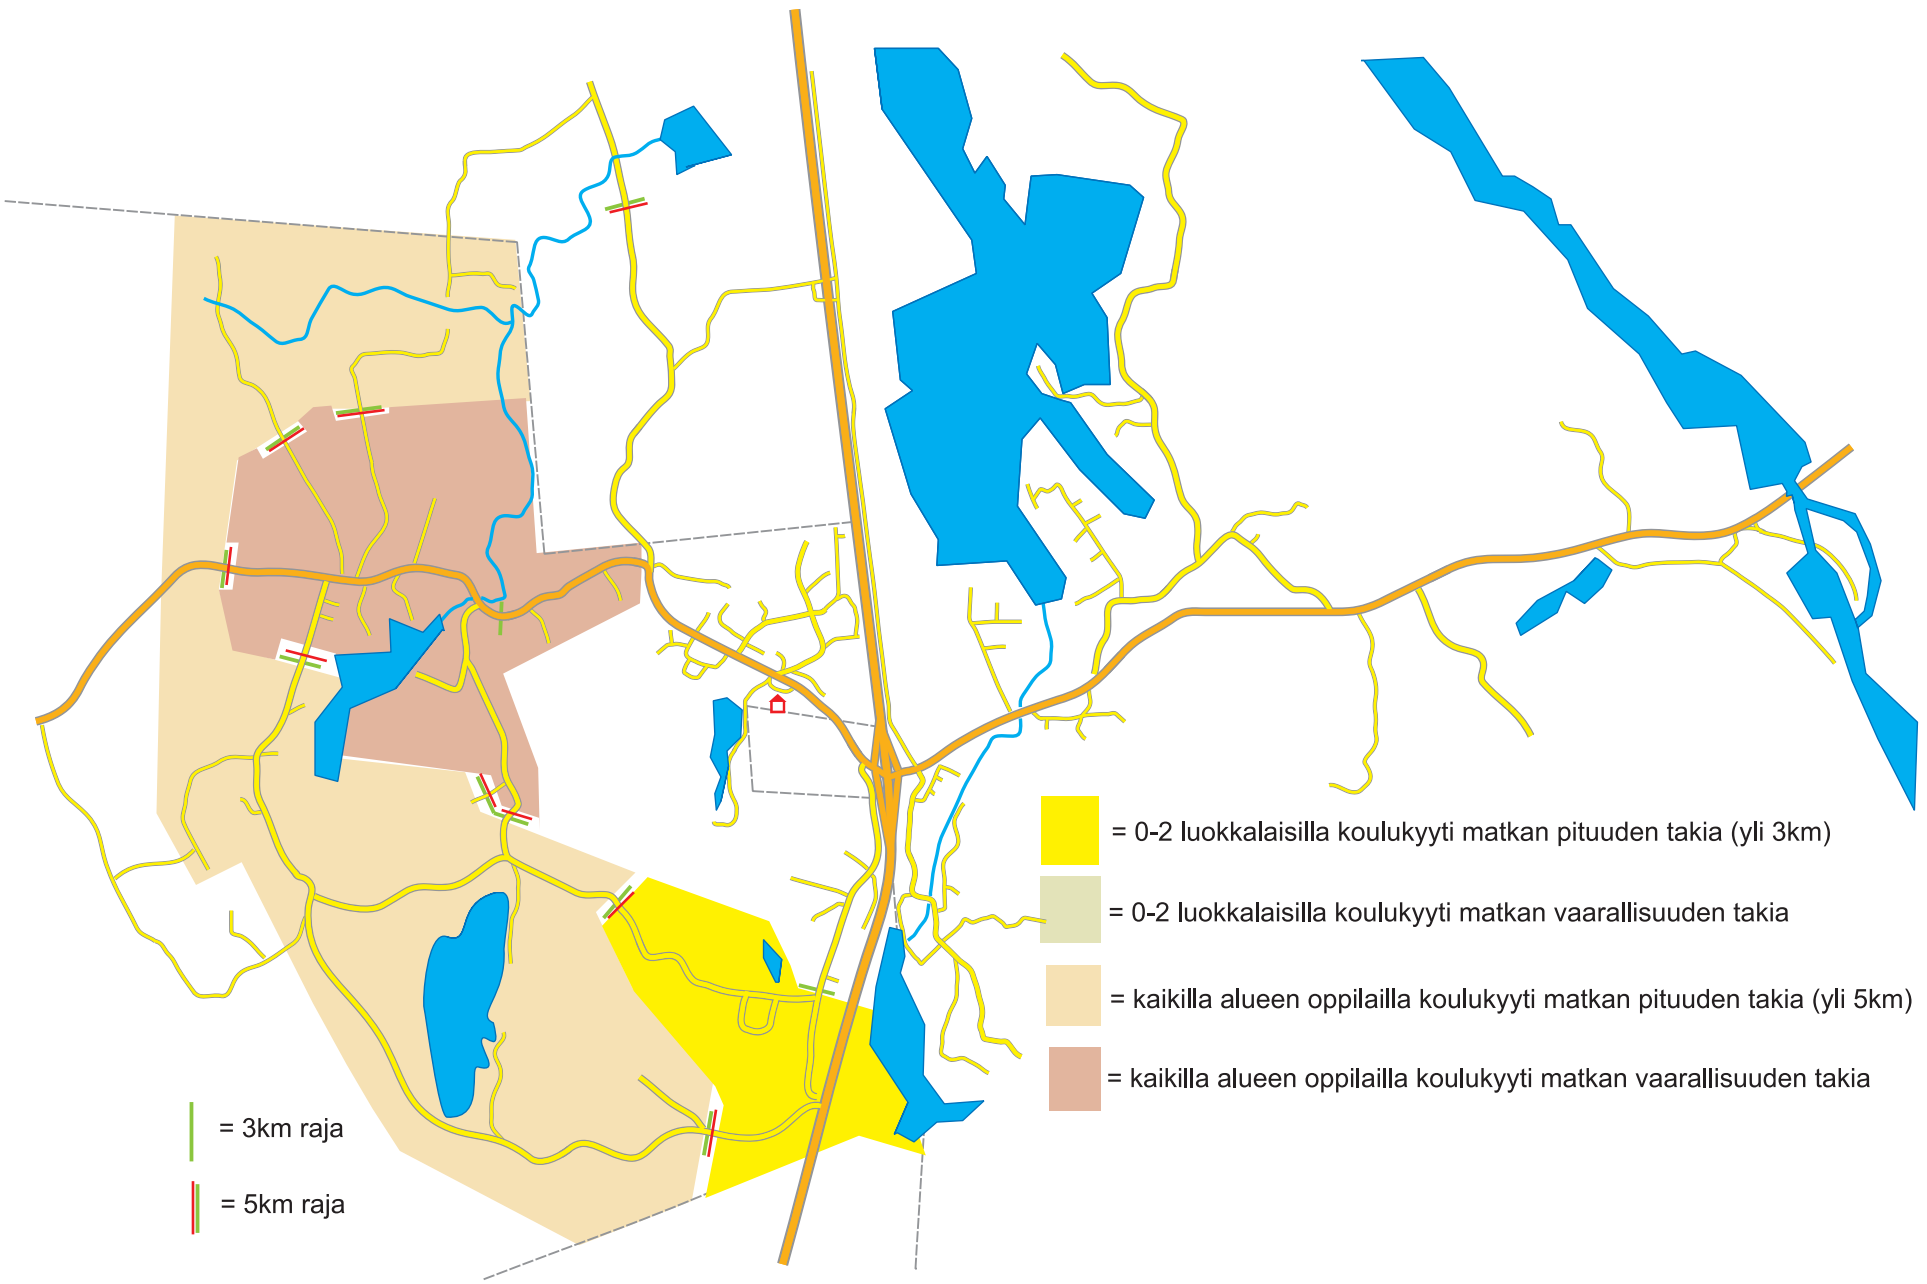 = 0-2 luokkalaisilla koulukyyti matkan pituuden takia (yli 3km)
= 0-2 luokkalaisilla koulukyyti matkan vaarallisuuden takia
= kaikilla alueen oppilailla koulukyyti matkan pituuden takia (yli 5km)
= kaikilla alueen oppilailla koulukyyti matkan vaarallisuuden takia
= 3km raja
= 5km raja